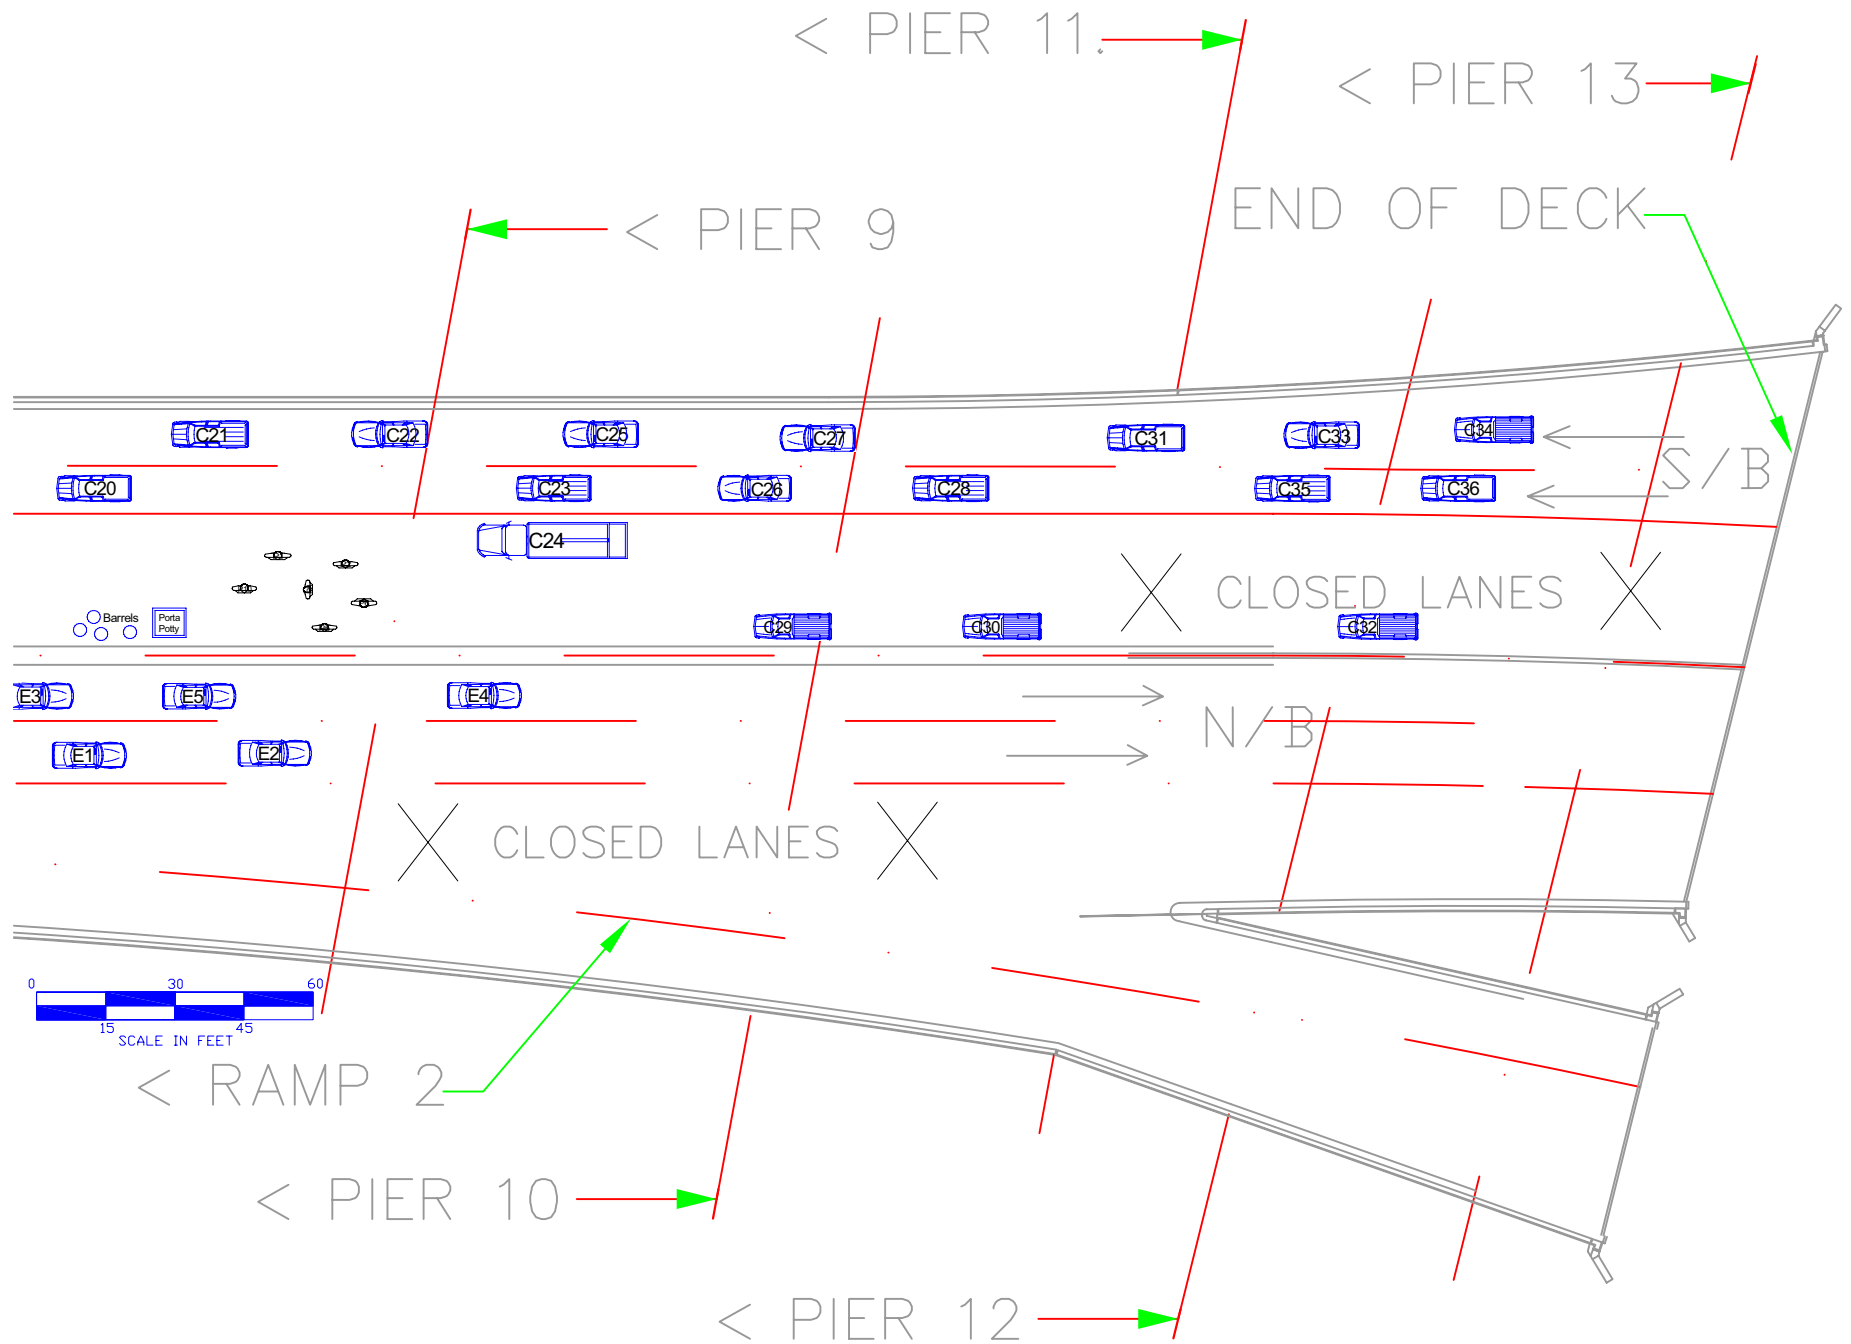 < PIER 11.
< PIER 13
END OF DECK
< PIER 9
C21
C22
C25
C27
C31
C33
C34
S/B
C20
C23
C26
C28
C35
C36
C24
CLOSED LANES
Barrels
Porta
Potty
C29
C30
C32
E3
E5
E4
N/B
E1
E2
CLOSED LANES
0 30 60
15 45
SCALE IN FEET
< RAMP 2
< PIER 10
< PIER 12